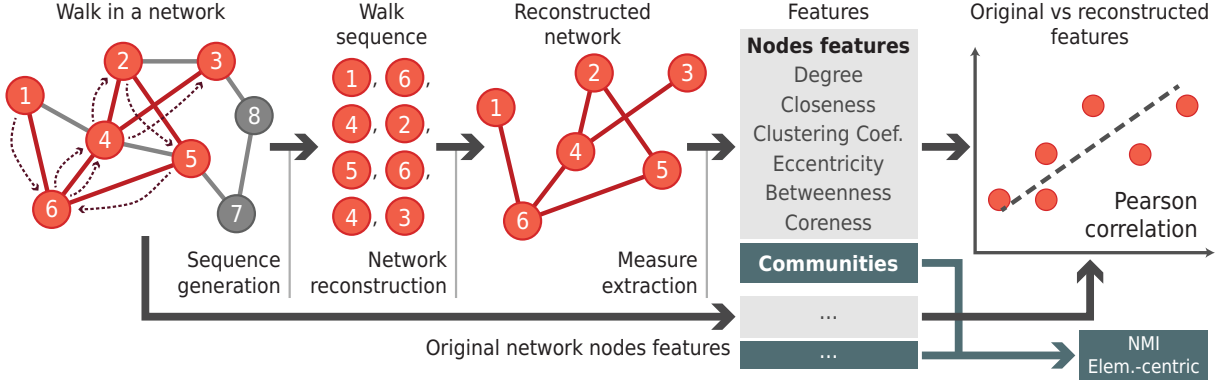 Walk in a network
1
2
3
4
5
6
7
8
Sequence
generation
Walk
sequence
1, 6,
4, 2,
5, 6,
4, 3
Network
reconstruction
Reconstructed
network
1
2
3
4
5
6
Measure
extraction
Original network nodes features
Features
Nodes features
Degree
Closeness
Clustering Coef.
Eccentricity
Betweenness
Coreness
Communities
...
...
Original vs reconstructed
features
Pearson
correlation
NMI
Elem.-centric